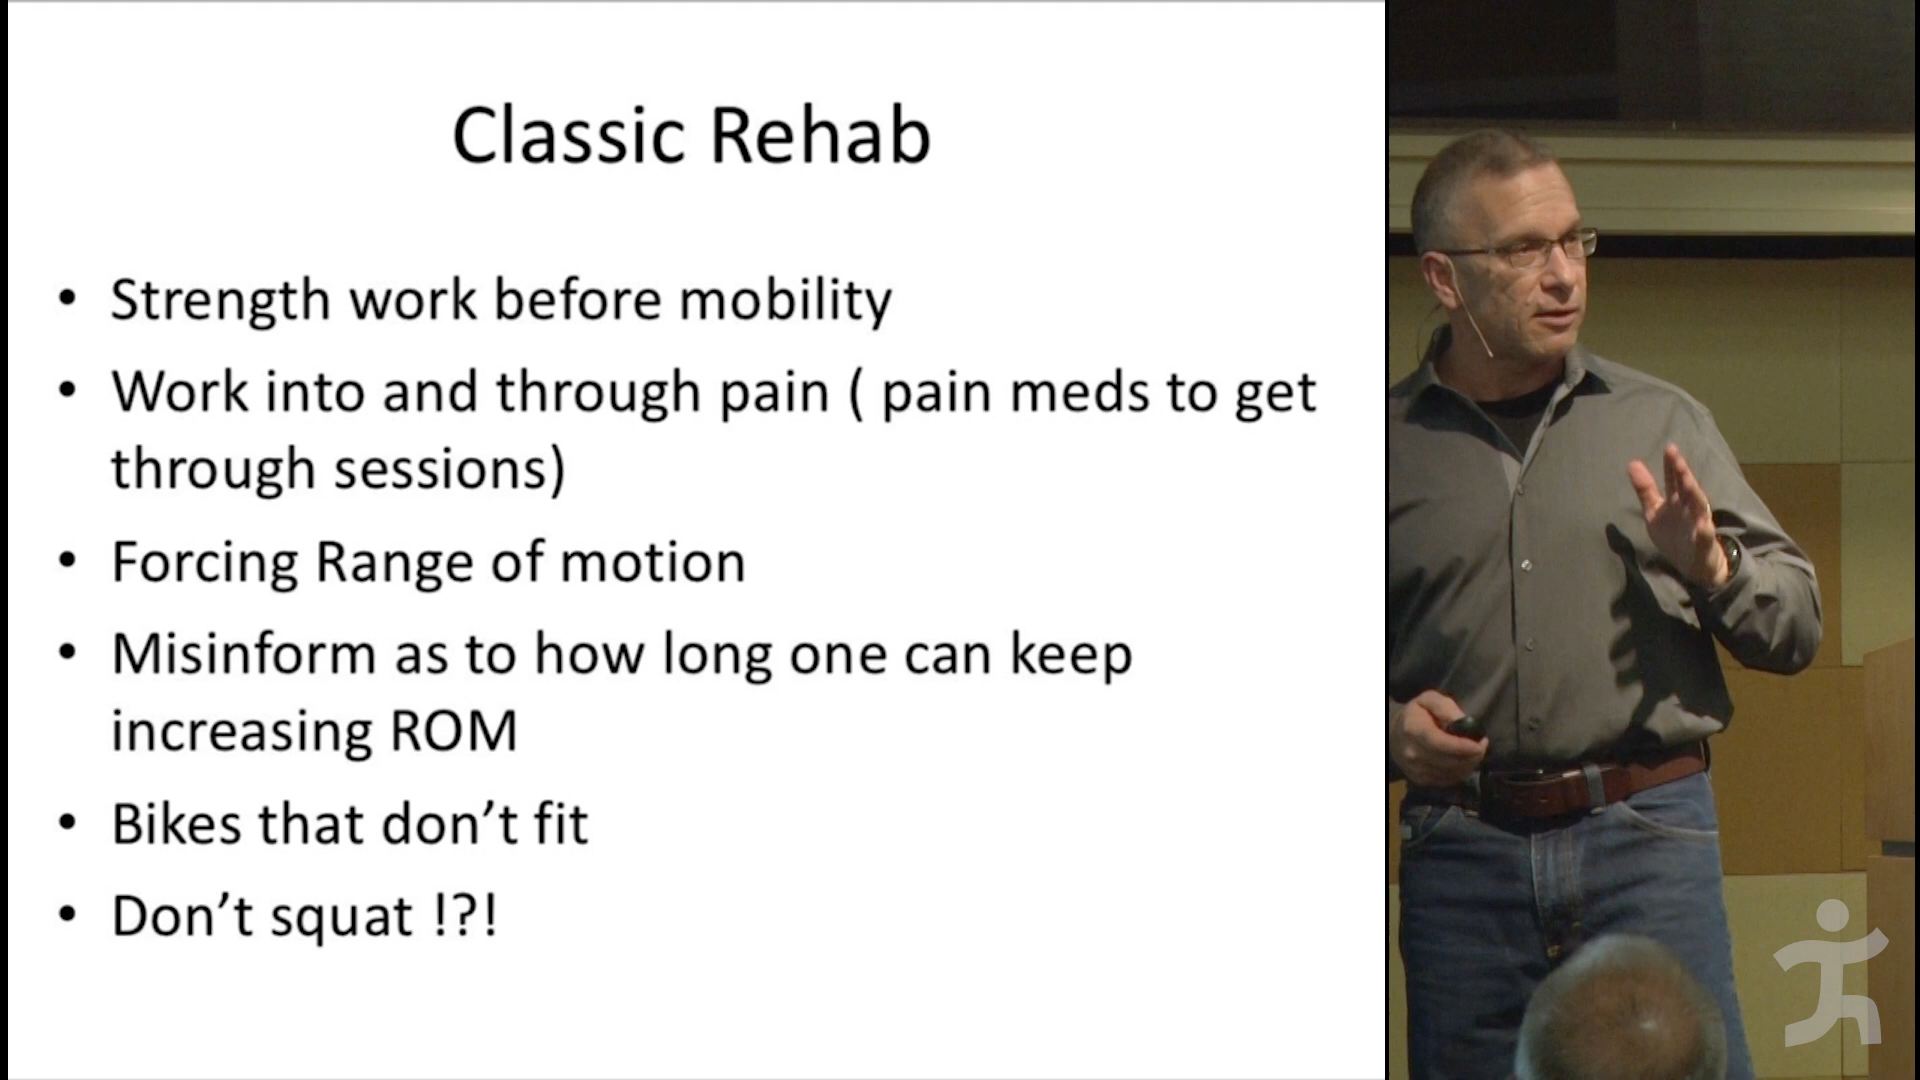 Classic Rehab
• Strength work before mobility
• Work into and through pain ( pain meds to get
through sessions)
• Forcing Range of motion
• Misinform as to how long one can keep
increasing ROM
• Bikes that don’t fit
• Don’t squat !?!